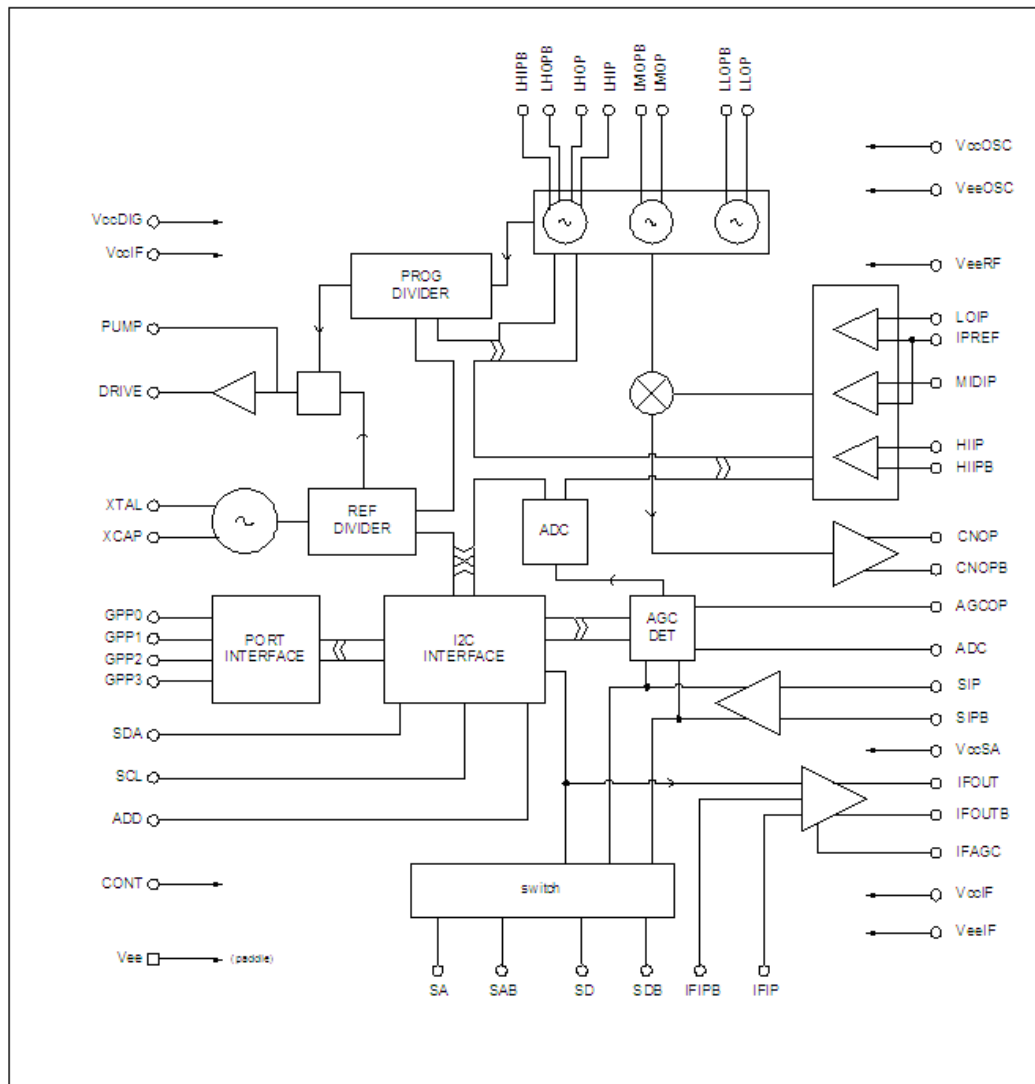 LHIPB
LHOPB
LHOP
LHIP
LMOPB
LMOP
LLOPB
LLOP
VccOSC
VeeOSC
VccDIG
VccIF
VeeRF
PROG
DIVIDER
PUMP
LOIP
IPREF
DRIVE
MIDIP
HIIP
HIIPB
XTAL
XCAP
REF
DIVIDER
ADC
CNOP
CNOPB
GPP0
GPP1
GPP2
GPP3
PORT
INTERFACE
I2C
INTERFACE
AGC
DET
AGCOP
ADC
SIP
SIPB
SDA
VccSA
SCL
IFOUT
ADD
IFOUTB
IFAGC
CONT
switch
VccIF
VeeIF
Vee
(paddle)
SA
SAB
SD
SDB
IFIPB
IFIP